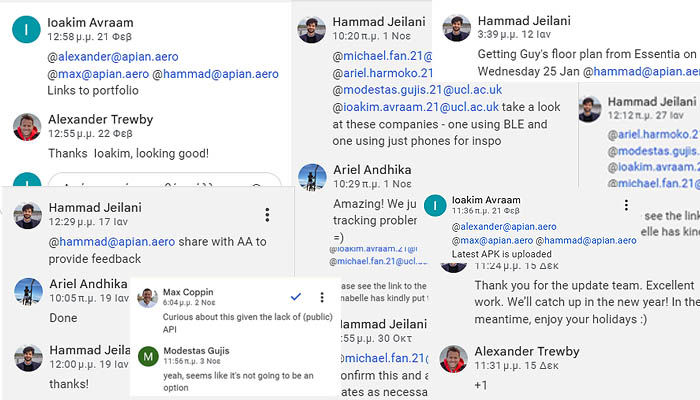 Ioakim Avraam
12:58 μ.μ. 21 Φεβ
@alexander@apian.aero
@max@apian.aero @hammad@apian.aero
Links to portfolio
Alexander Trewby
12:55 μ.μ. 22 Φεβ
Thanks  Ioakim, looking good!
Hammad Jeilani
12:29 μ.μ. 17 Ιαν
@hammad@apian.aero share with AA to
provide feedback
Ariel Andhika
10:05 π.μ. 19 Ιαν
Done
Hammad Jeila
12:00 μ.μ. 19 Ιαν
thanks!
Max Coppin
6:04 μ.μ. 2 Νοε
Curious about this given the lack of (public)
API
Modestas Gujis
11:56 π.μ. 3 Νοε
yeah, seems like it's not going to be an
option
Hammad Jeilani
10:20 π.μ. 1 Νοε
@michael.fan.21@
@ariel.harmoko.21@
@modestas.gujis.21@ucl.ac.uk
@ioakim.avraam.21@ucl.ac.uk take a look
at these companies - one using BLE and
one using just phones for inspo
Ariel Andhika
10:29 π.μ. 1 Νοε
Amazing! We ju
tracking probler
=)
@ioakim.avraam.21@
@michael.fan.21@ucl.
ase see the link to the
nabelle has kindly put t
ammad Jeilani
55 μ.μ. 30 Οκτ
@michael.fan.21@
onfirm this and a
ates as necessa
Hammad Jeilani
3:39 μ.μ. 12 Ιαν
Getting Guy's floor plan from Essentia on
Wednesday 25 Jan @hammad@apian.ae
Hammad Jeilani
12:12 π.μ. 27 Ιαν
@ariel.harmoko
@modestas.gujis.
@ioakim.avraam.2
@michael.fan.21@
see the link
elle has kind
Ioakim Avraam
11:36 π.μ. 21 Φεβ
@alexander@apian.aero
@max@apian.aero @hammad@apian.aero
Latest APK is uploaded
11:24 μ.μ. 15 Δεκ
Thank you for the update team. Excellent
work. We'll catch up in the new year! In the
meantime, enjoy your holidays :)
Alexander Trewby
11:31 μ.μ. 15 Δεκ
+1